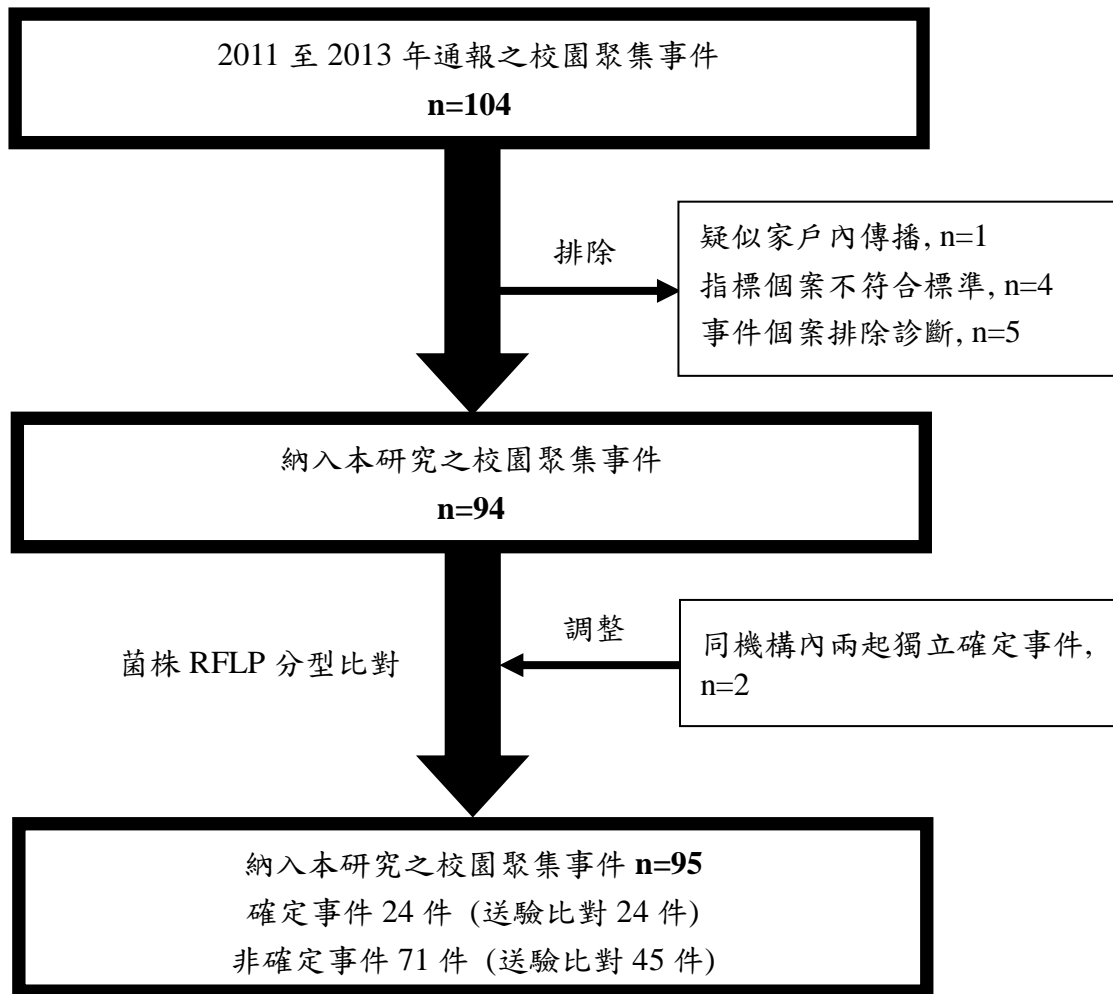 2011 至 2013 年通報之校園聚集事件
n=104
排除
疑似家戶內傳播, n=1
指標個案不符合標準, n=4
事件個案排除診斷, n=5
納入本研究之校園聚集事件
n=94
菌株 RFLP 分型比對
調整
同機構內兩起獨立確定事件,
n=2
納入本研究之校園聚集事件 n=95
確定事件 24 件 (送驗比對 24 件)
非確定事件 71 件 (送驗比對 45 件)